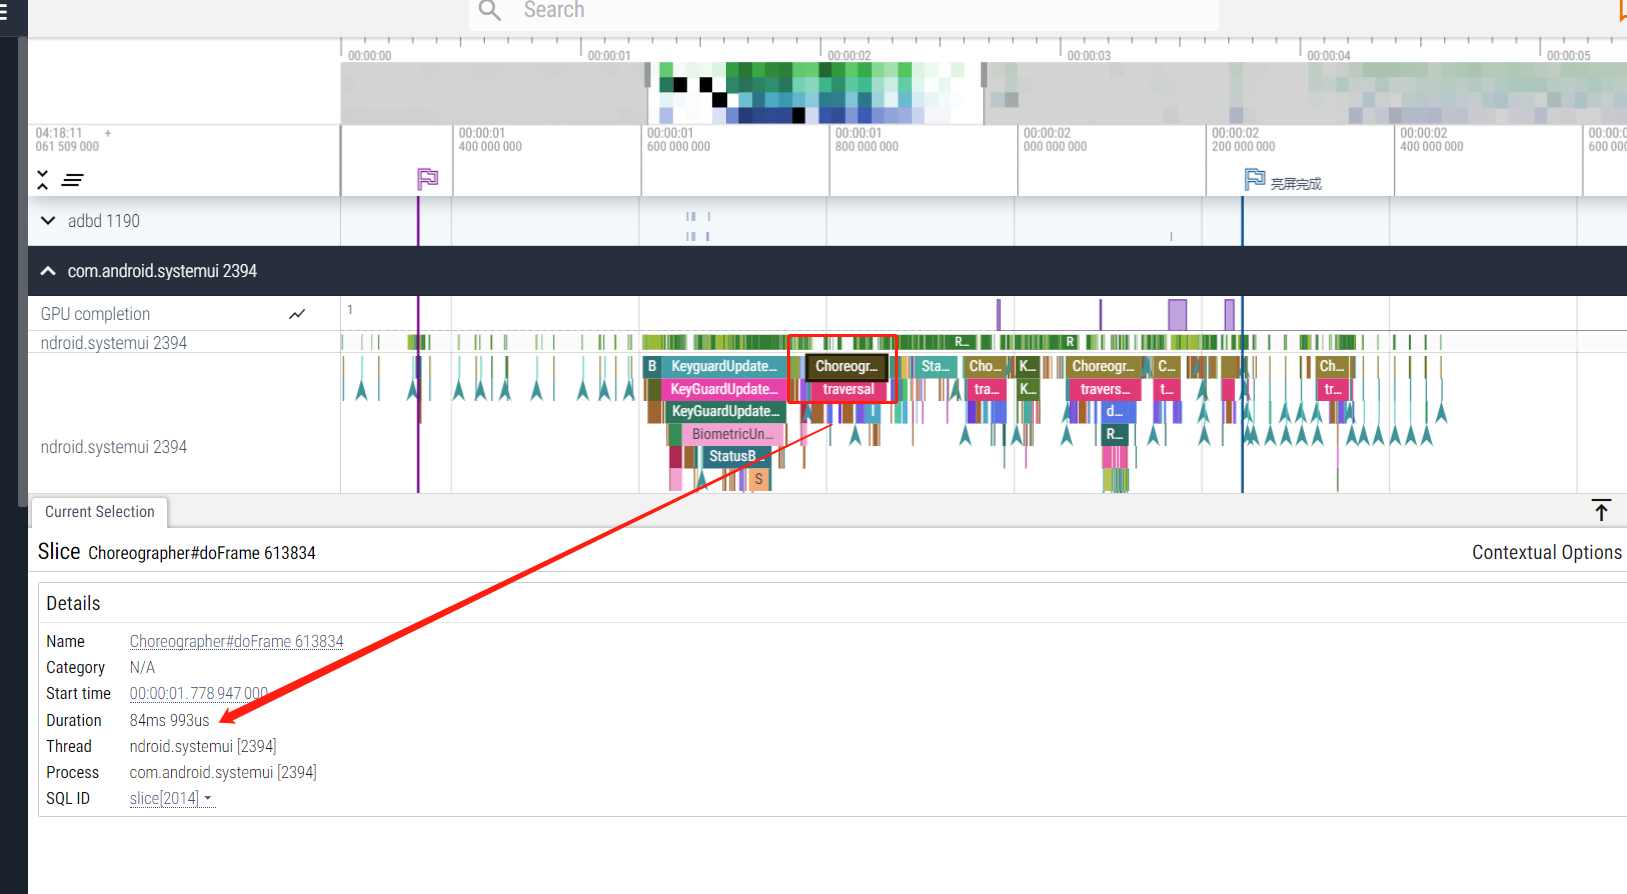 Search
00:00:00 00:00:01 00:00:02 00:00:03 00:00:04 00:00:05
04:18:11 +
061 509 000
00:00:01 00:00:01 00:00:01 00:00:02 00:00:02 00:00:02
400 000 000 600 000 000 800 000 000 000 000 000 200 000 000 400 000 000
亮屏完成
adbd 1190
com.android.systemui 2394
GPU completion 1
ndroid.systemui 2394 R... R
B KeyguardUpdate... Choreogr... Sta... Cho... K... Choreogr... C... Ch...
KeyGuardUpdate... traversal tra... K... travers... t... tr...
KeyGuardUpdate... d...
ndroid.systemui 2394 BiometricUn... R...
StatusB...
S
Current Selection
Slice Choreographer#doFrame 613834 Contextual Options
Details
Name Choreographer#doFrame 613834
Category N/A
Start time 00:00:01.778 947 000
Duration 84ms 993us
Thread ndroid.systemui [2394]
Process com.android.systemui [2394]
SQL ID slice[2014]